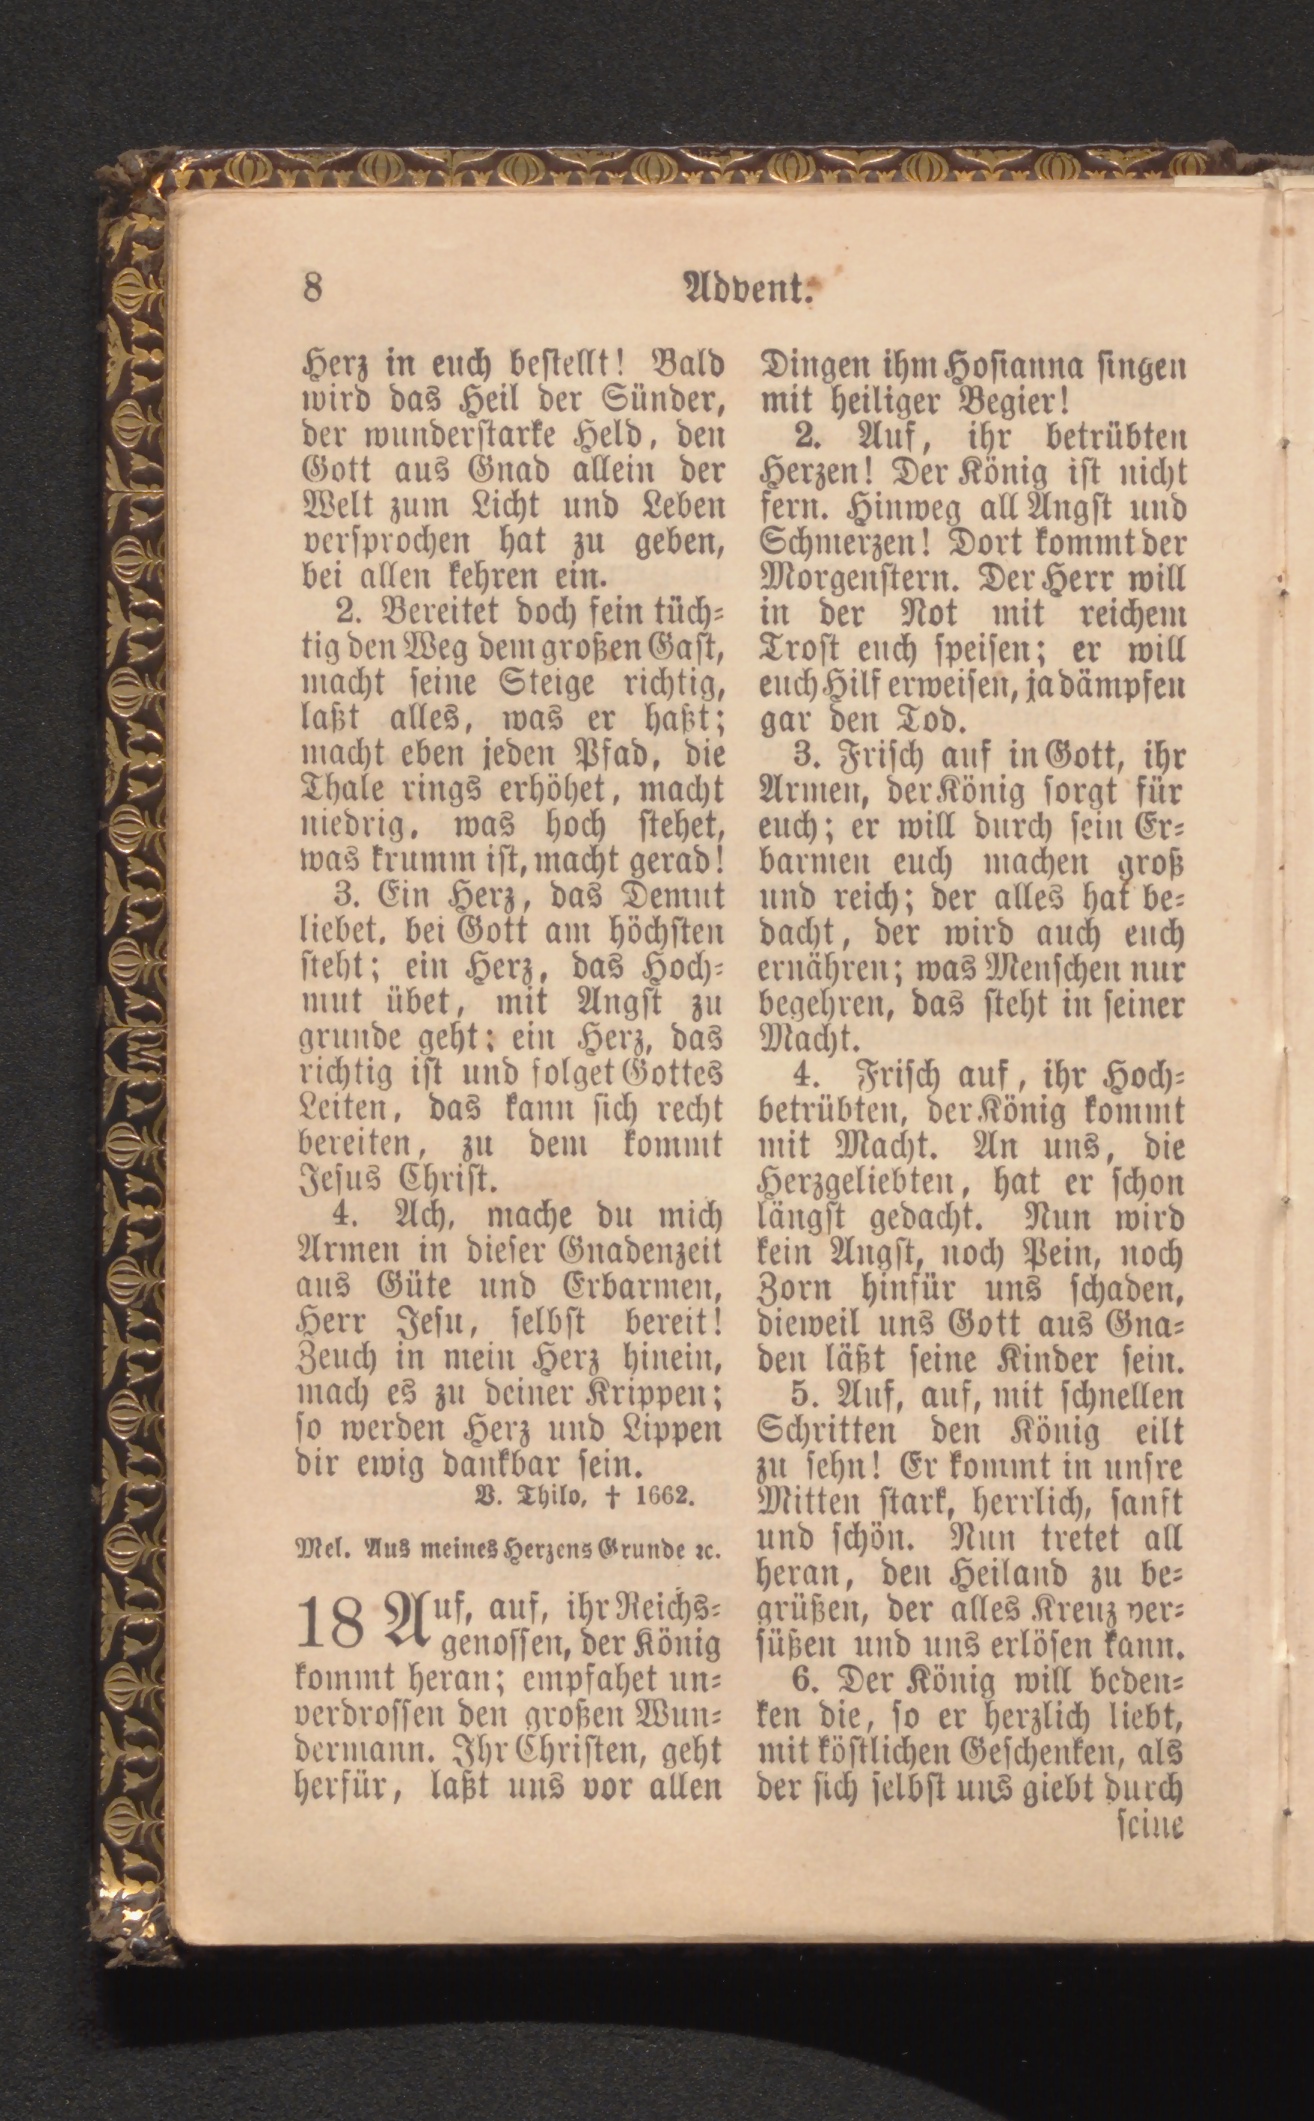 8
Advent.
Herz in euch bestellt! Bald
wird das Heil der Sünder,
der wunderstarke Held, den
Gott aus Gnad allein der
Welt zum Licht und Leben
versprochen hat zu geben,
bei allen kehren ein.
2. Bereitet doch fein tüch-
tig den Weg dem großen Gast,
macht seine Steige richtig,
laßt alles, was er haßt;
macht eben jeden Pfad, die
Thale rings erhöhet, macht
niedrig, was hoch stehet,
was krumm ist, macht gerad!
3. Ein Herz, das Demut
liebet, bei Gott am höchsten
steht; ein Herz, das Hoch-
mut übet, mit Angst zu
grunde geht; ein Herz, das
richtig ist und folget Gottes
Leiten, das kann sich recht
bereiten, zu dem kommt
Jesus Christ.
4. Ach, mache du mich
Armen in dieser Gnadenzeit
aus Güte und Erbarmen,
Herr Jesu, selbst bereit!
Zeuch in mein Herz hinein,
mach es zu deiner Krippen;
so werden Herz und Lippen
dir ewig dankbar sein.
V. Thilo, † 1662.
Mel. Aus meines Herzens Grunde ꝛc.
18 Auf, auf, ihr Reichs-
genossen, der König
kommt heran; empfahet un-
verdrossen den großen Wun-
dermann. Ihr Christen, geht
herfür, laßt uns vor allen
Dingen ihm Hosianna singen
mit heiliger Begier!
2. Auf, ihr betrübten
Herzen! Der König ist nicht
fern. Hinweg all Angst und
Schmerzen! Dort kommt der
Morgenstern. Der Herr will
in der Not mit reichem
Trost euch speisen; er will
euch Hilf erweisen, ja dämpfen
gar den Tod.
3. Frisch auf in Gott, ihr
Armen, der König sorgt für
euch; er will durch sein Er-
barmen euch machen groß
und reich; der alles hat be-
dacht, der wird auch euch
ernähren; was Menschen nur
begehren, das steht in seiner
Macht.
4. Frisch auf, ihr Hoch-
betrübten, der König kommt
mit Macht. An uns, die
Herzgeliebten, hat er schon
längst gedacht. Nun wird
kein Angst, noch Pein, noch
Zorn hinfür uns schaden,
dieweil uns Gott aus Gna-
den läßt seine Kinder sein.
5. Auf, auf, mit schnellen
Schritten den König eilt
zu sehn! Er kommt in unsre
Mitten stark, herrlich, sanft
und schön. Nun tretet all
heran, den Heiland zu be-
grüßen, der alles Kreuz ver-
süßen und uns erlösen kann.
6. Der König will beden-
ken die, so er herzlich liebt,
mit köstlichen Geschenken, als
der sich selbst uns giebt durch
seine